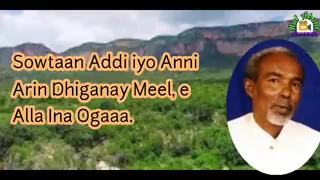 Sowtaan Addi iyo Anni
Arin Dhiganay Meel, e
Alla Ina Ogaaa.